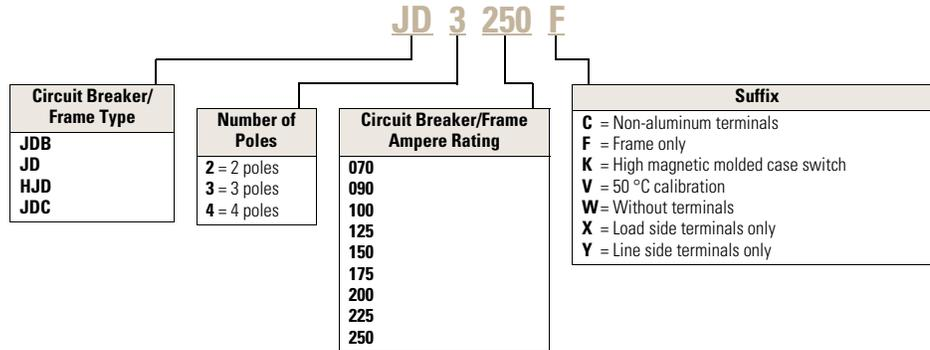 JD 3 250 F
Circuit Breaker/
Frame Type
JDB
JD
HJD
JDC
Number of
Poles
2 = 2 poles
3 = 3 poles
4 = 4 poles
Circuit Breaker/Frame
Ampere Rating
070
090
100
125
150
175
200
225
250
Suffix
C = Non-aluminum terminals
F = Frame only
K = High magnetic molded case switch
V = 50 °C calibration
W = Without terminals
X = Load side terminals only
Y = Line side terminals only